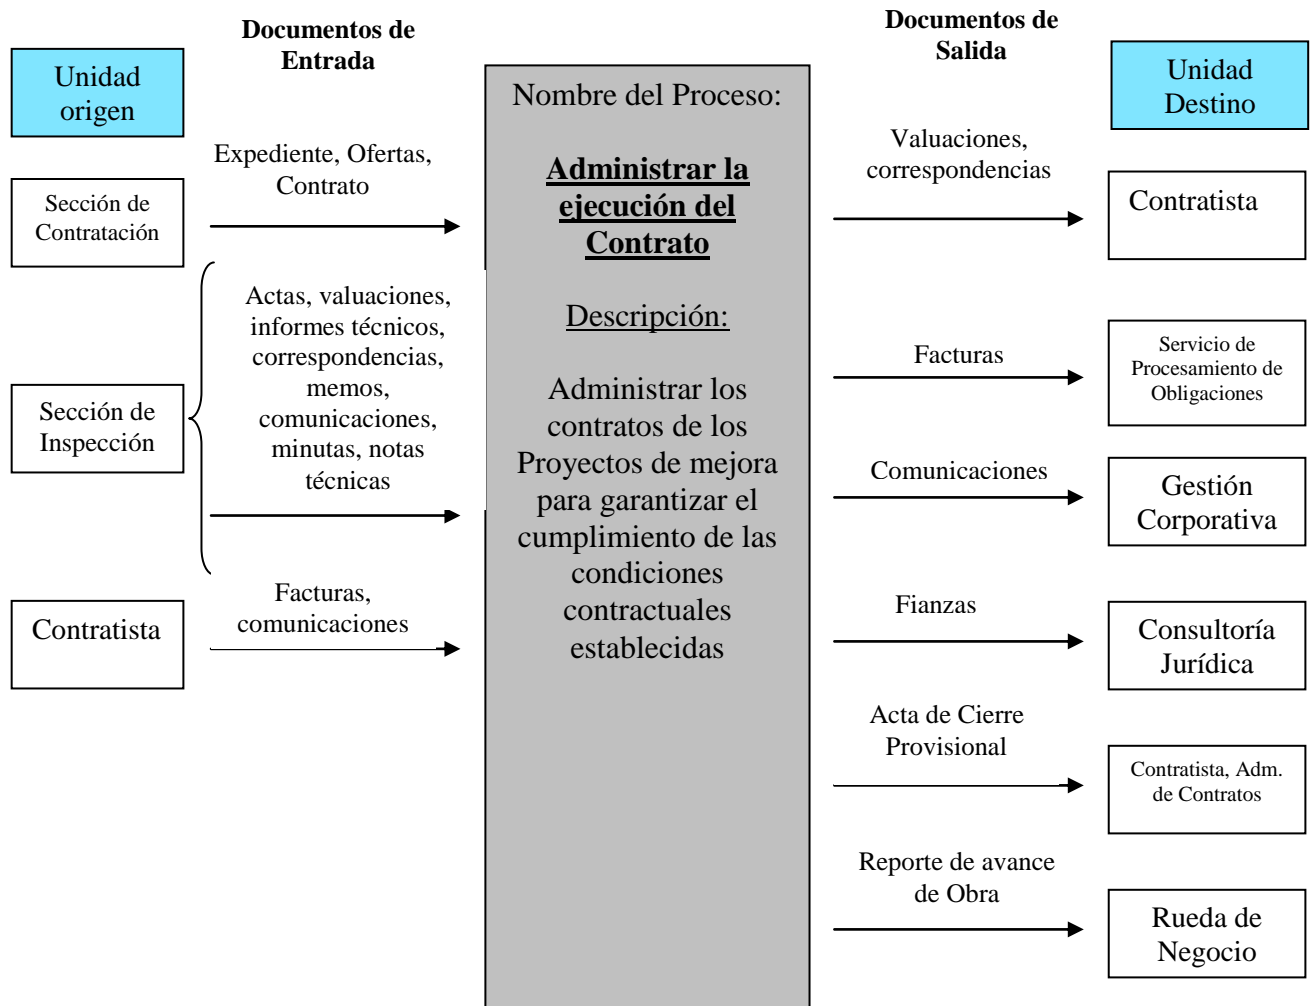 Documentos de
Entrada
Documentos de
Salida
Unidad
origen
Unidad
Destino
Nombre del Proceso:
Administrar la
ejecución del
Contrato
Descripción:
Administrar los
contratos de los
Proyectos de mejora
para garantizar el
cumplimiento de las
condiciones
contractuales
establecidas
Expediente, Ofertas,
Contrato
Sección de
Contratación
Actas, valuaciones,
informes técnicos,
correspondencias,
memos,
comunicaciones,
minutas, notas
técnicas
Sección de
Inspección
Facturas,
comunicaciones
Contratista
Valuaciones,
correspondencias
Contratista
Facturas
Servicio de
Procesamiento de
Obligaciones
Comunicaciones
Gestión
Corporativa
Fianzas
Consultoría
Jurídica
Acta de Cierre
Provisional
Contratista, Adm.
de Contratos
Reporte de avance
de Obra
Rueda de
Negocio